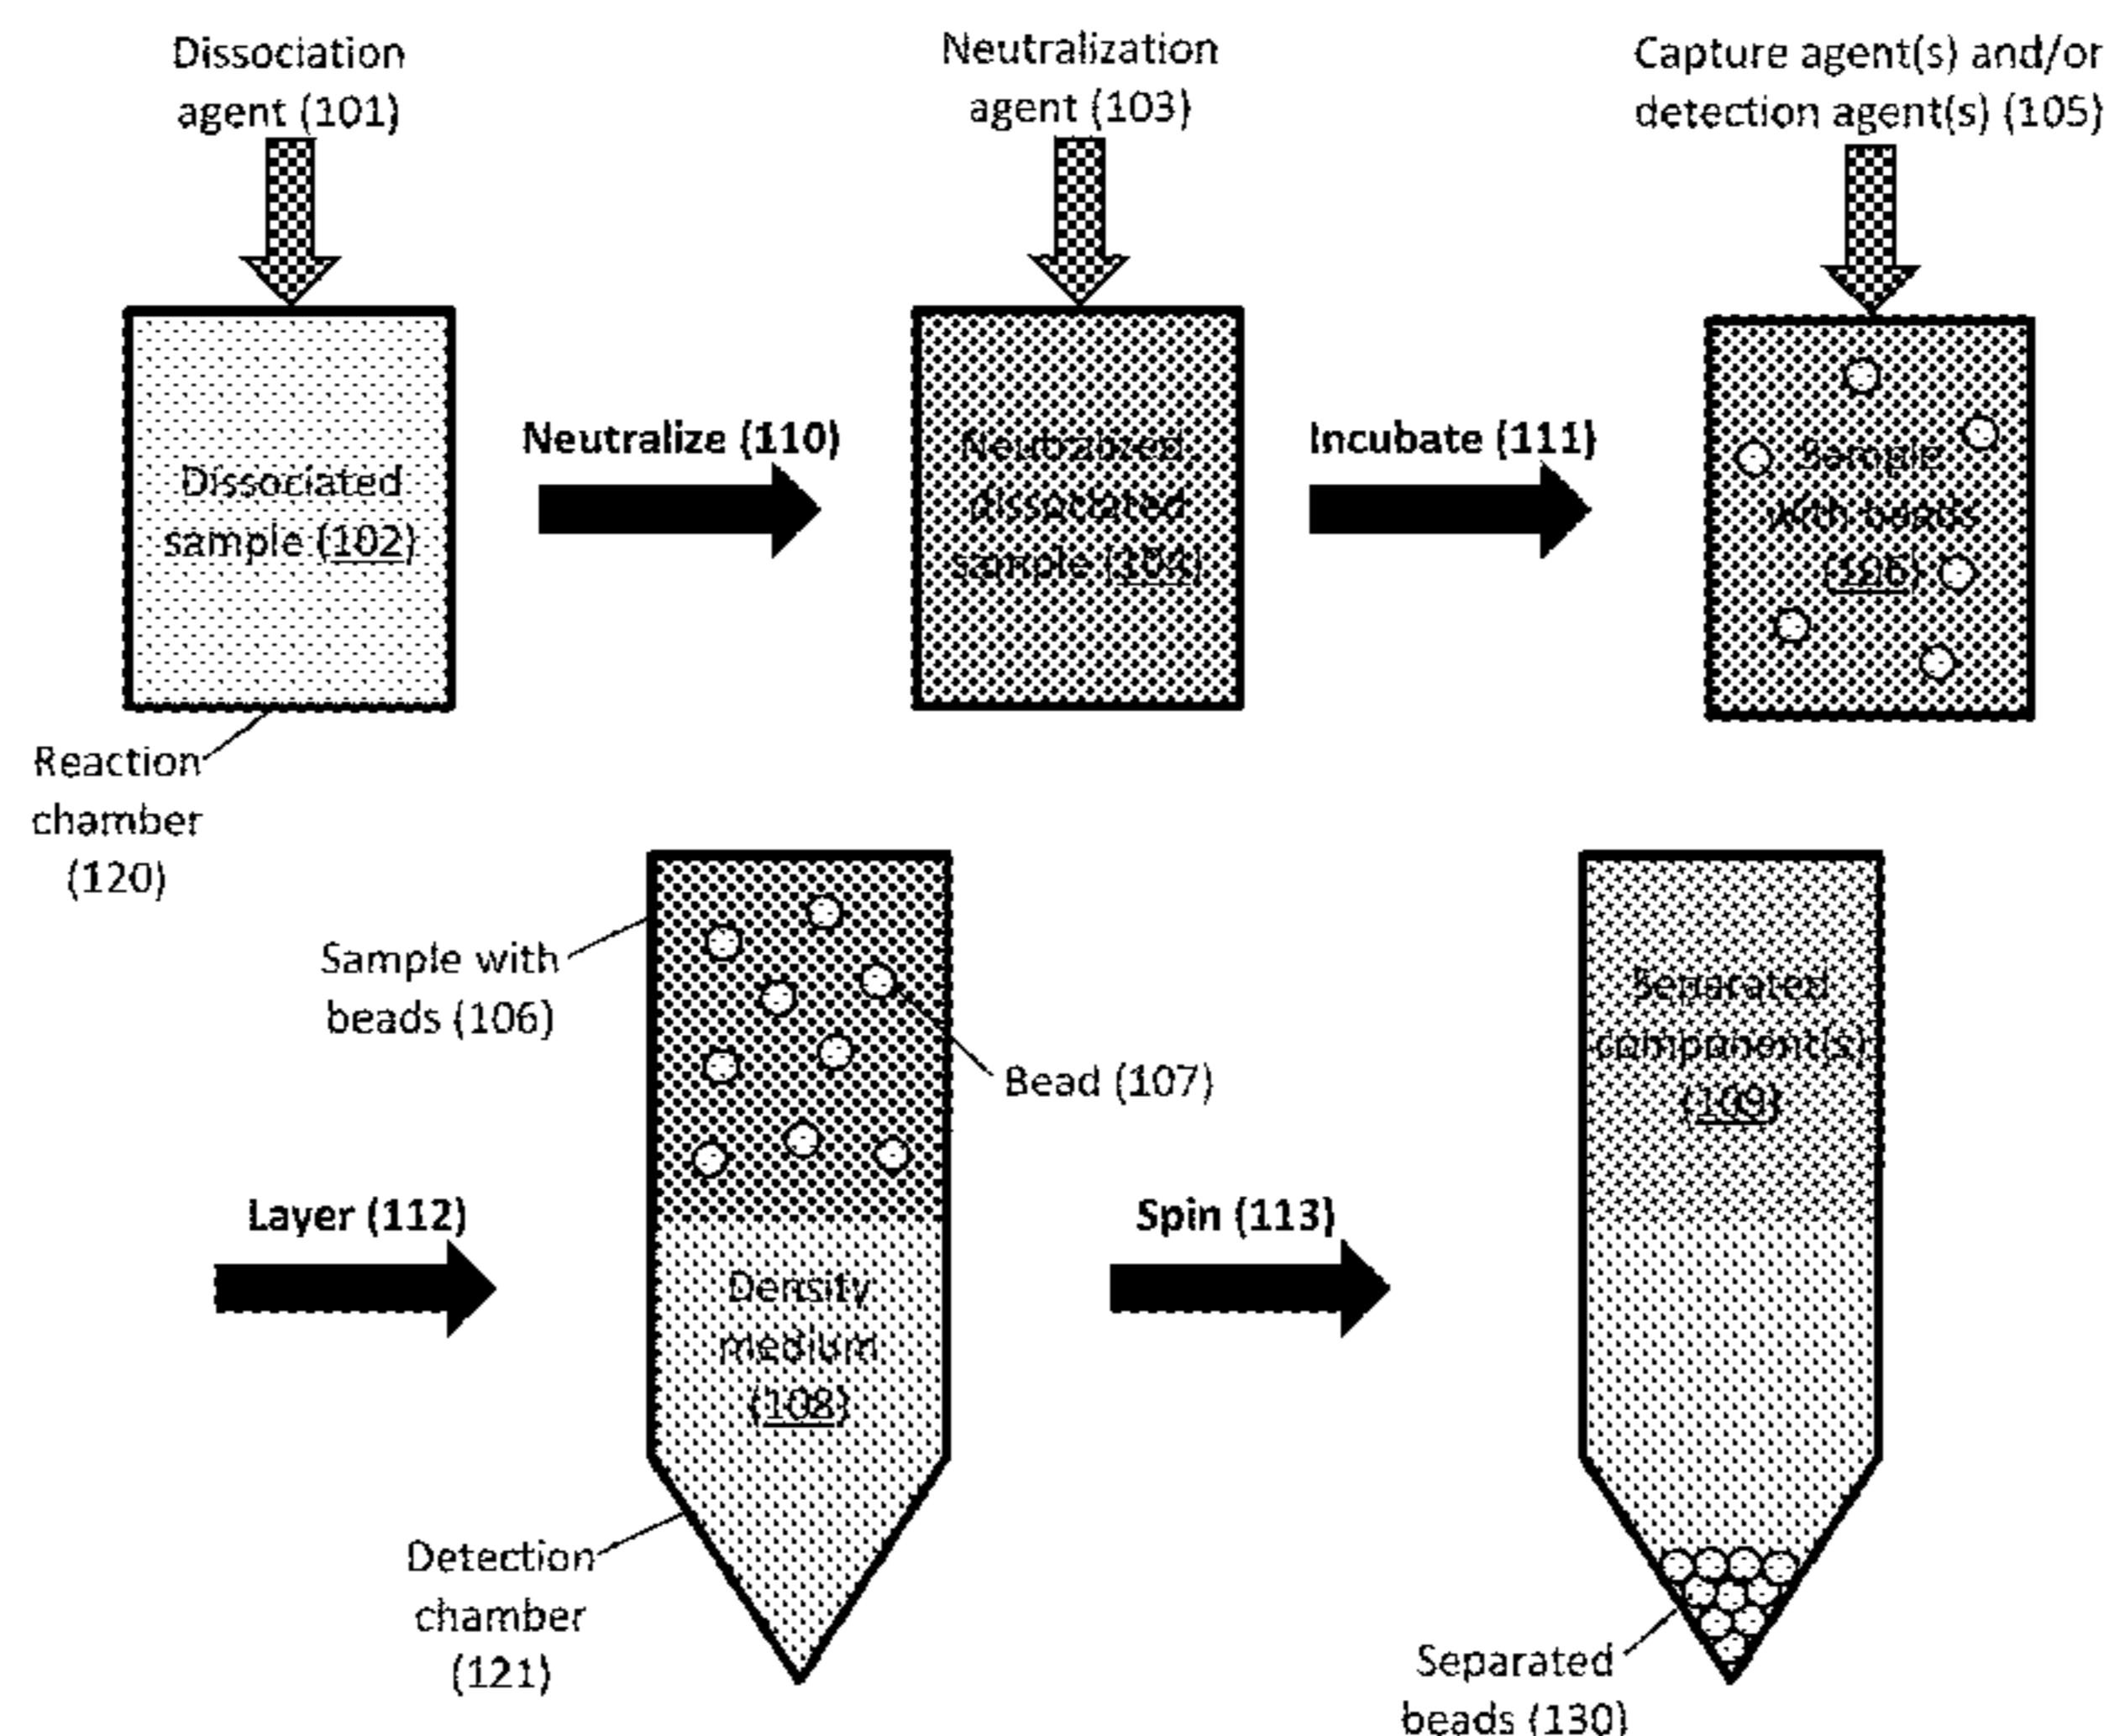 Dissociation
agent (101)
Neutralization
agent (103)
Capture agent(s) and/or
detection agent(s) (105)
Dissociated
sample (102)
Neutralize (110)
Neutralized
dissociated
sample (104)
Incubate (111)
Sample
with beads
(106)
Reaction
chamber
(120)
Layer (112)
Sample with
beads (106)
Bead (107)
Density
medium
(108)
Detection
chamber
(121)
Spin (113)
Separated
component(s)
(109)
Separated
beads (130)